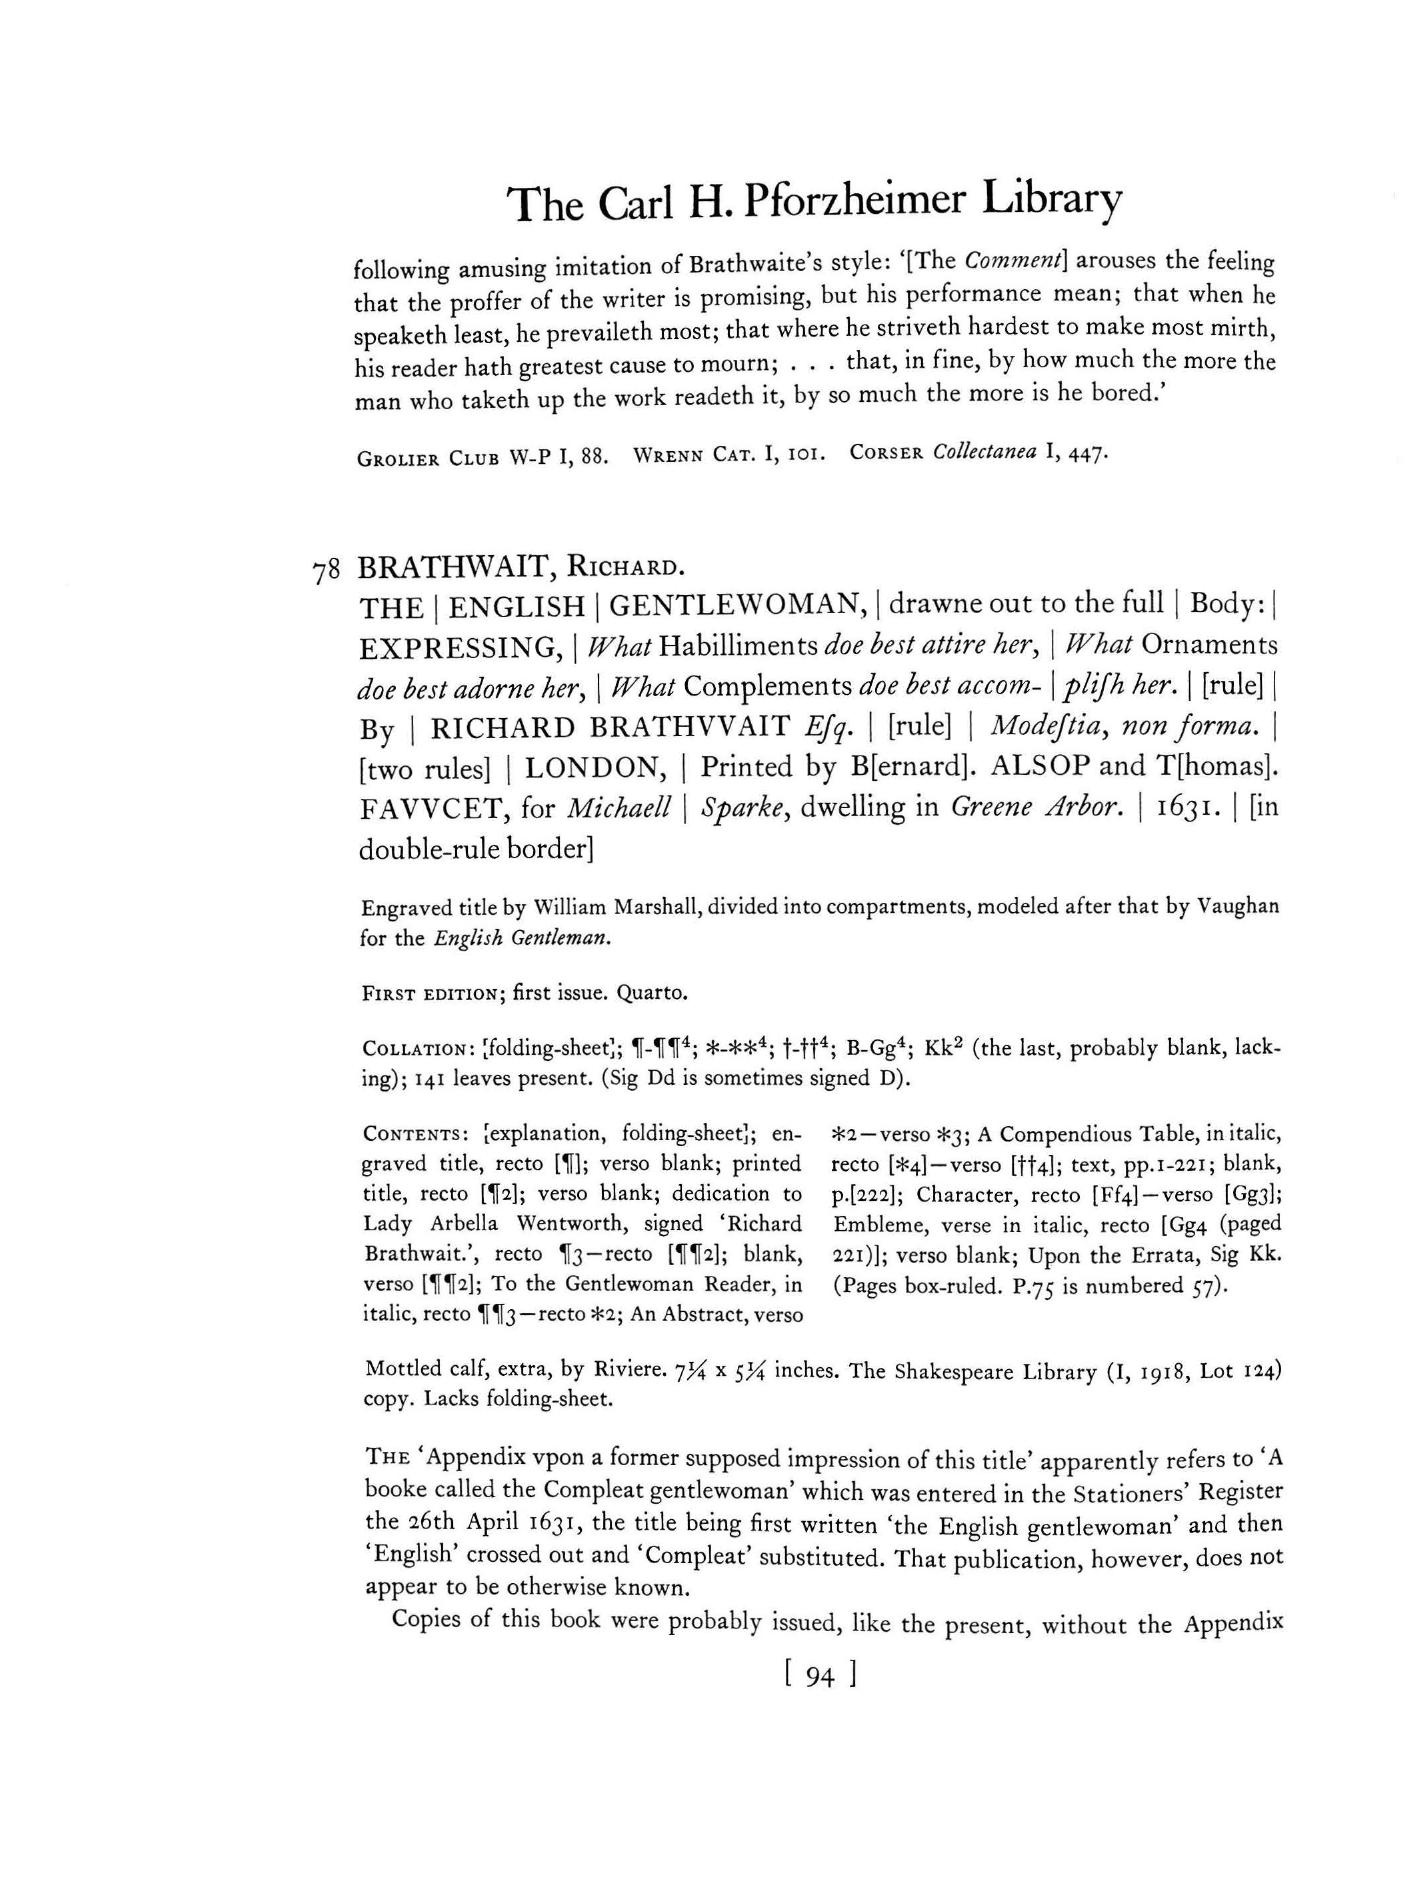 The Carl H. Pforzheimer Library
following amusing imitation of Brathwaite's style: ‘[The Comment] arouses the feeling
that the proffer of the writer is promising, but his performance mean; that when he
speaketh least, he prevaileth most; that where he striveth hardest to make most mirth,
his reader hath greatest cause to mourn; . . . that, in fine, by how much the more the
man who taketh up the work readeth it, by so much the more is he bored.’
GROLIER CLUB W-P I, 88. WRENN CAT. I, 101. CORSER Collectanea I, 447.
78 BRATHWAIT, RICHARD.
THE | ENGLISH | GENTLEWOMAN, | drawne out to the full | Body: |
EXPRESSING, | What Habilliments doe best attire her, | What Ornaments
doe best adorne her, | What Complements doe best accom- | pliſh her. | [rule] |
By | RICHARD BRATHVVAIT Eſq. | [rule] | Modeſtia, non forma. |
[two rules] | LONDON, | Printed by B[ernard]. ALSOP and T[homas].
FAVVCET, for Michaell | Sparke, dwelling in Greene Arbor. | 1631. | [in
double-rule border]
Engraved title by William Marshall, divided into compartments, modeled after that by Vaughan
for the English Gentleman.
FIRST EDITION; first issue. Quarto.
COLLATION: [folding-sheet]; ¶-¶¶⁴; *-**⁴; †-††⁴; B-Gg⁴; Kk² (the last, probably blank, lack-
ing); 141 leaves present. (Sig Dd is sometimes signed D).
CONTENTS: [explanation, folding-sheet]; en-
graved title, recto [¶]; verso blank; printed
title, recto [¶2]; verso blank; dedication to
Lady Arbella Wentworth, signed ‘Richard
Brathwait.’, recto ¶3—recto [¶¶2]; blank,
verso [¶¶2]; To the Gentlewoman Reader, in
italic, recto ¶¶3—recto *2; An Abstract, verso
*2—verso *3; A Compendious Table, in italic,
recto [*4]—verso [††4]; text, pp.1-221; blank,
p.[222]; Character, recto [Ff4]—verso [Gg3];
Embleme, verse in italic, recto [Gg4 (paged
221)]; verso blank; Upon the Errata, Sig Kk.
(Pages box-ruled. P.75 is numbered 57).
Mottled calf, extra, by Riviere. 7¼ x 5¼ inches. The Shakespeare Library (I, 1918, Lot 124)
copy. Lacks folding-sheet.
THE ‘Appendix vpon a former supposed impression of this title’ apparently refers to ‘A
booke called the Compleat gentlewoman’ which was entered in the Stationers’ Register
the 26th April 1631, the title being first written ‘the English gentlewoman’ and then
‘English’ crossed out and ‘Compleat’ substituted. That publication, however, does not
appear to be otherwise known.
Copies of this book were probably issued, like the present, without the Appendix
[ 94 ]